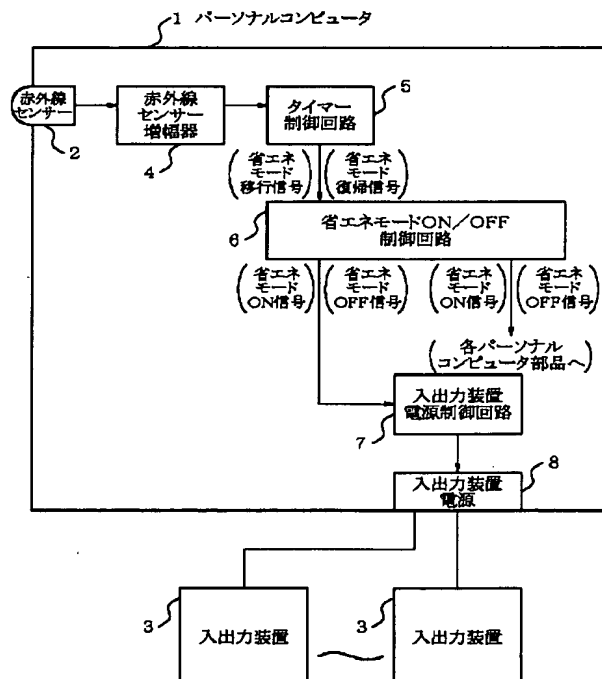 1 パーソナルコンピュータ
赤外線
センサー
2
赤外線
センサー
増幅器
4
タイマー
制御回路
5
(省エネ
モード
移行信号)
(省エネ
モード
復帰信号)
省エネモードON/OFF
制御回路
6
(省エネ
モード
ON信号)
(省エネ
モード
OFF信号)
(省エネ
モード
ON信号)
(省エネ
モード
OFF信号)
(各パーソナル
コンピュータ部品へ)
入出力装置
電源制御回路
7
入出力装置
電源
8
3
入出力装置
3
入出力装置